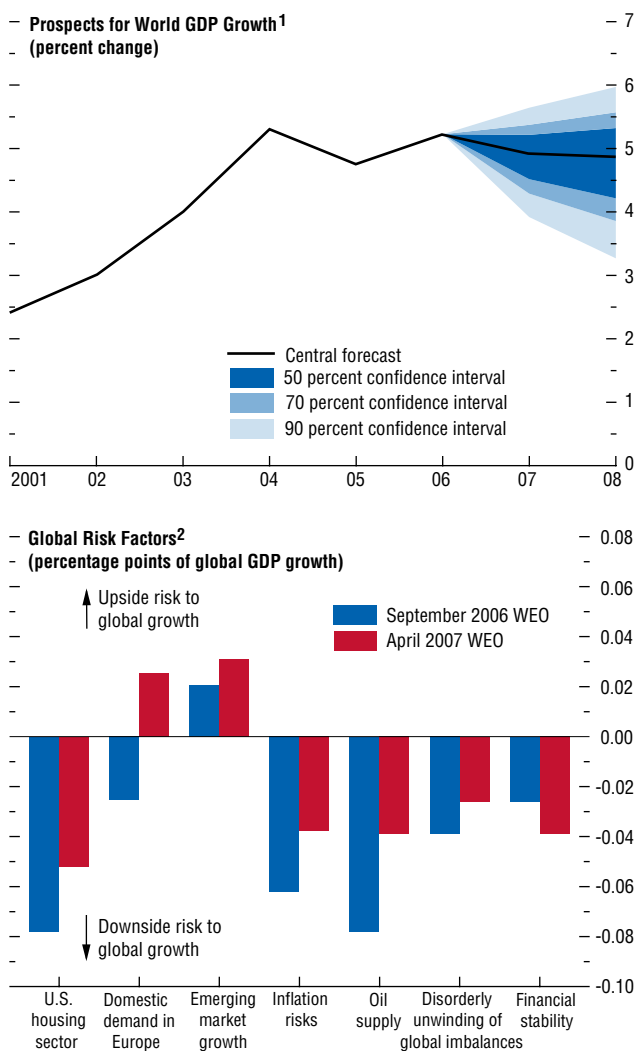 Prospects for World GDP Growth1
(percent change)
7
6
5
4
3
2
1
0
Central forecast
50 percent confidence interval
70 percent confidence interval
90 percent confidence interval
2001 02 03 04 05 06 07 08
Global Risk Factors2
(percentage points of global GDP growth)
0.08
0.06
0.04
0.02
0.00
-0.02
-0.04
-0.06
-0.08
-0.10
Upside risk to
global growth
September 2006 WEO
April 2007 WEO
Downside risk to
global growth
U.S.
housing
sector
Domestic
demand in
Europe
Emerging
market
growth
Inflation
risks
Oil
supply
Disorderly
unwinding of
global imbalances
Financial
stability